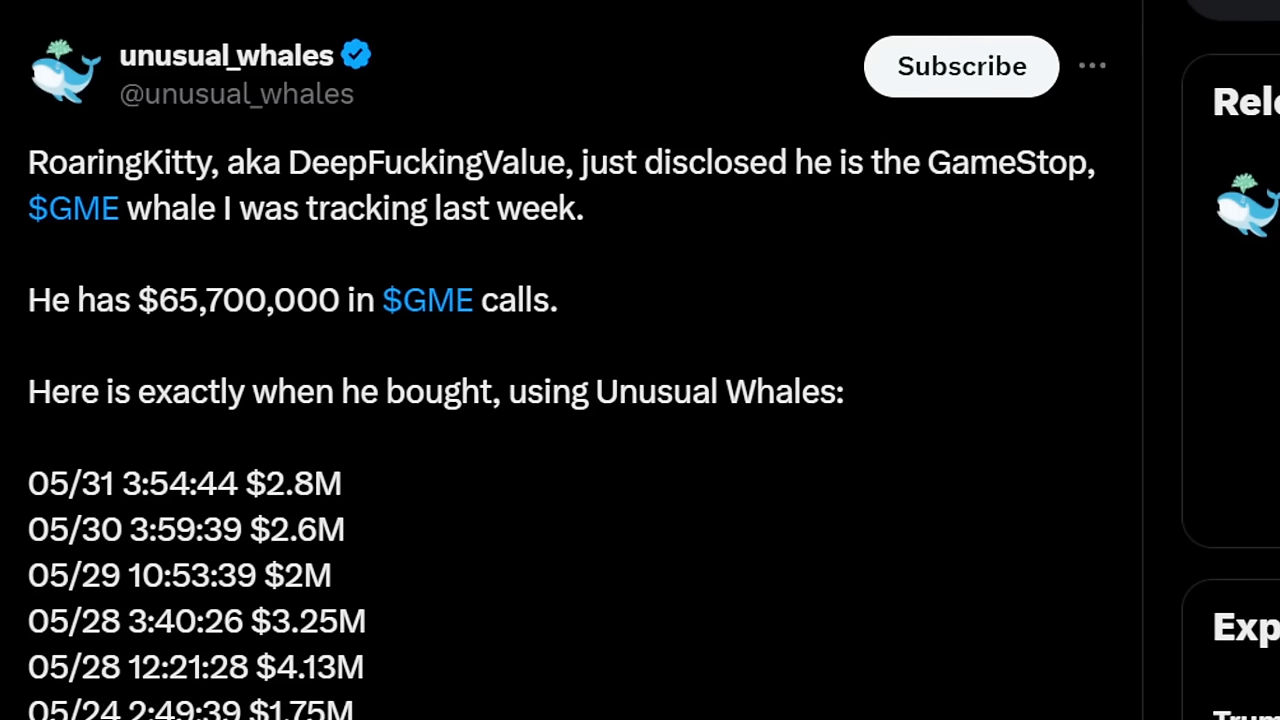 unusual_whales
@unusual_whales
Subscribe
RoaringKitty, aka DeepFuckingValue, just disclosed he is the GameStop,
$GME whale I was tracking last week.
He has $65,700,000 in $GME calls.
Here is exactly when he bought, using Unusual Whales:
05/31 3:54:44 $2.8M
05/30 3:59:39 $2.6M
05/29 10:53:39 $2M
05/28 3:40:26 $3.25M
05/28 12:21:28 $4.13M
05/24 2:49:39 $1.75M
Rele
Exp